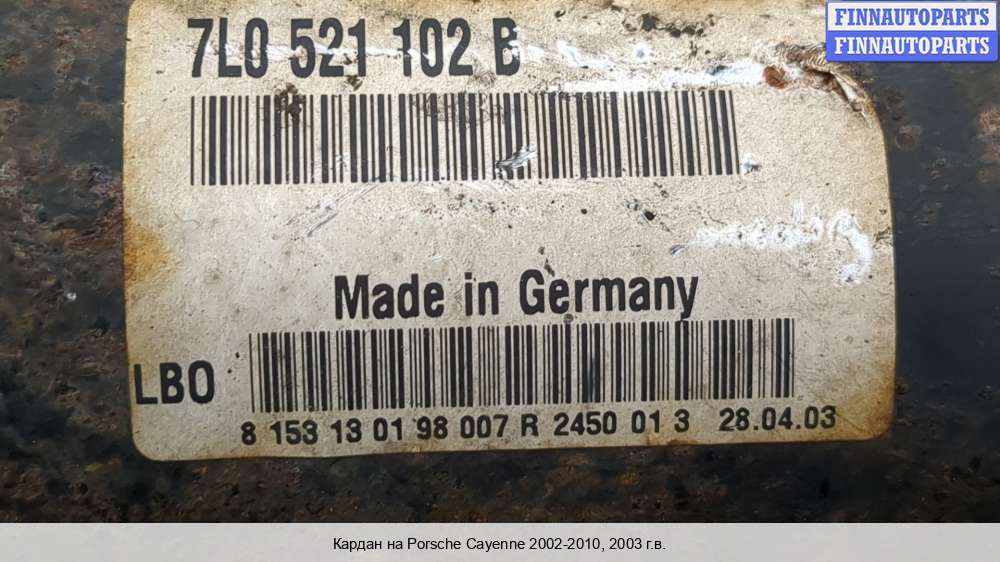 FINNAUTOPARTS
FINNAUTOPARTS
7L0 521 102 B
Made in Germany
LBO
8 153 13 01 98 007 R 2450 01 3 28.04.03
Кардан на Porsche Cayenne 2002-2010, 2003 г.в.